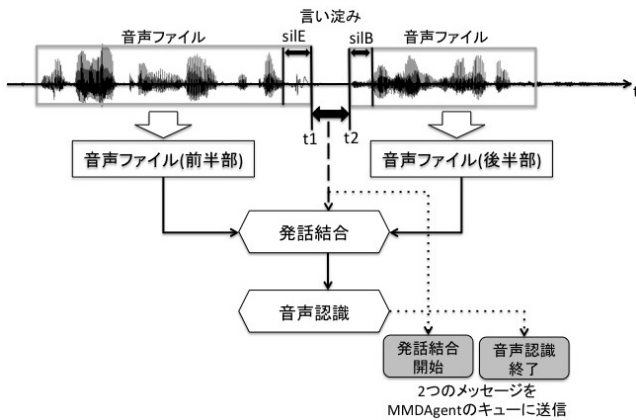 言い淀み
音声ファイル silE silB 音声ファイル
t
t1 t2
音声ファイル(前半部) 音声ファイル(後半部)
発話結合
音声認識
発話結合
開始
音声認識
終了
2つのメッセージを
MMDAgentのキューに送信